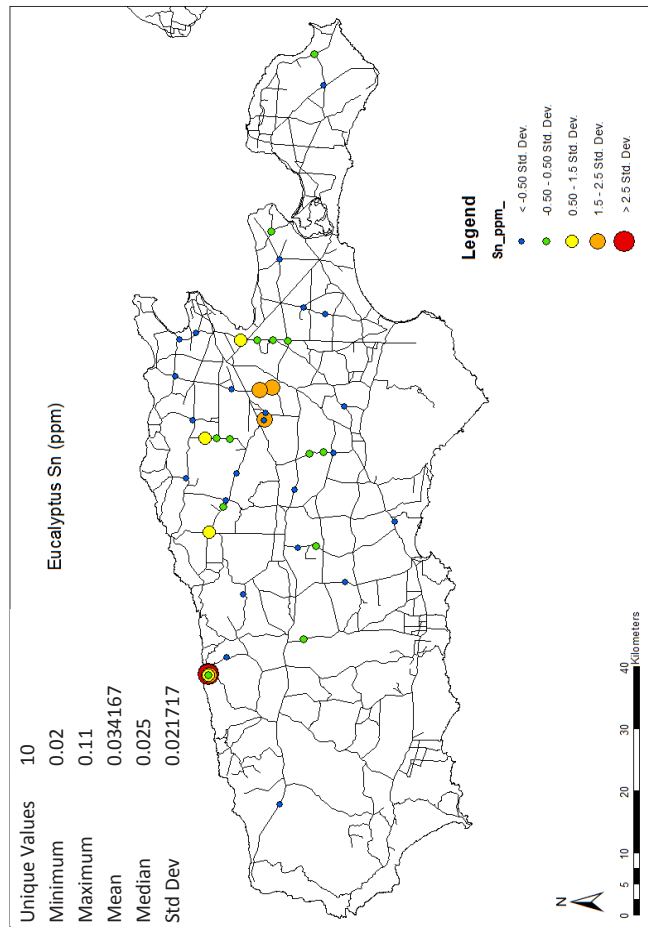 Eucalyptus Sn (ppm)
Unique Values 10
Minimum 0.02
Maximum 0.11
Mean 0.034167
Median 0.025
Std Dev 0.021717
Legend
Sn_ppm_
< -0.50 Std. Dev.
-0.50 - 0.50 Std. Dev.
0.50 - 1.5 Std. Dev.
1.5 - 2.5 Std. Dev.
> 2.5 Std. Dev.
N
0 5 10 20 30 40
Kilometers